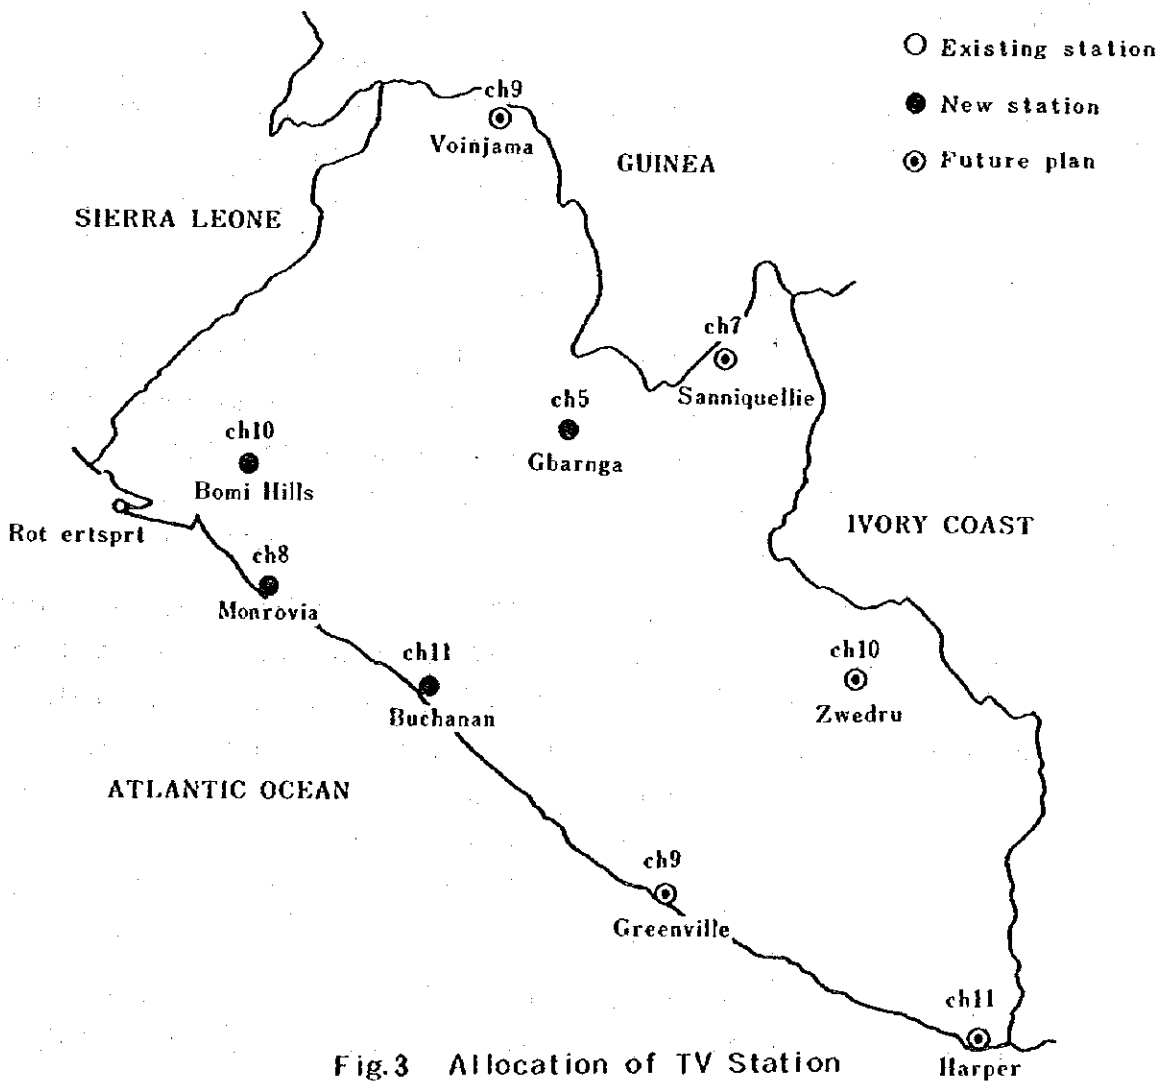 Existing station
New station
Future plan
ch9
Voinjama
GUINEA
SIERRA LEONE
ch7
Sanniquellie
ch5
Gbarnga
ch10
Bomi Hills
Rot ertsprt
IVORY COAST
ch8
Monrovia
ch11
Buchanan
ch10
Zwedru
ATLANTIC OCEAN
ch9
Greenville
ch11
Harper
Fig.3 Allocation of TV Station